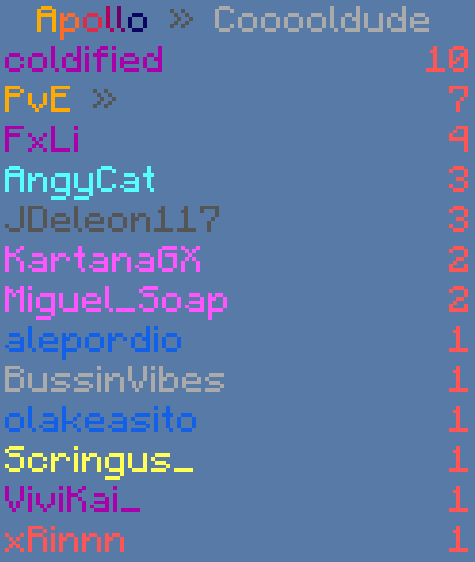 Apollo » Cooooldude
coldified 10
PvE » 7
FxLi 4
AngyCat 3
JDeleon117 3
KartanaGX 2
Miguel_Soap 2
alepordio 1
BussinVibes 1
olakeasito 1
Scringus_ 1
ViviKai_ 1
xRinnn 1